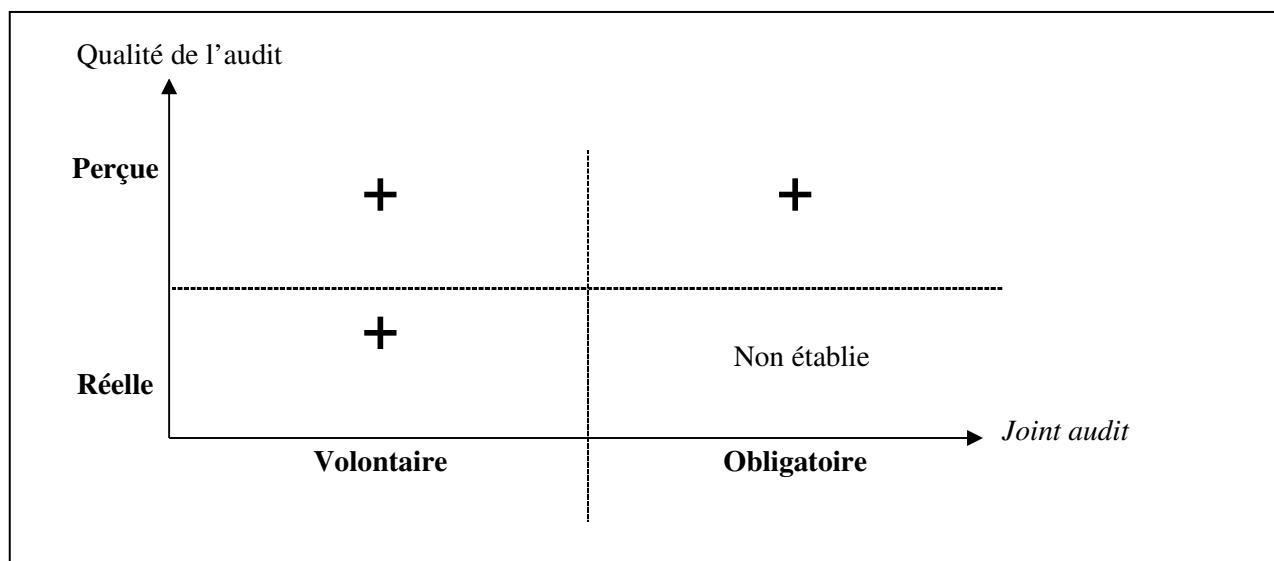 Qualité de l'audit
Perçue
+ +
+
Non établie
Réelle
Joint audit
Volontaire Obligatoire